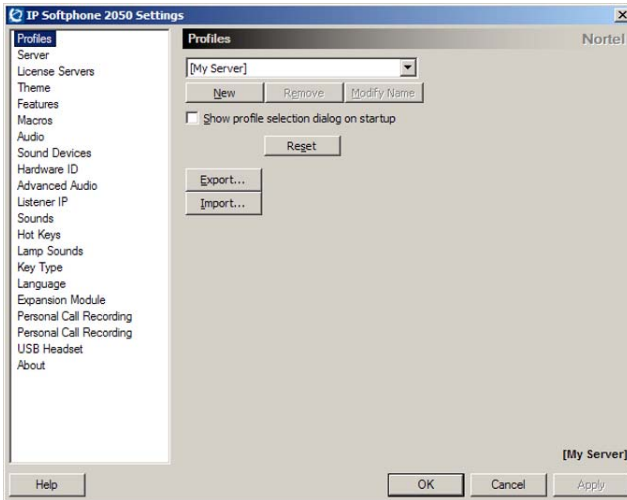 IP Softphone 2050 Settings
Profiles
Server
License Servers
Theme
Features
Macros
Audio
Sound Devices
Hardware ID
Advanced Audio
Listener IP
Sounds
Hot Keys
Lamp Sounds
Key Type
Language
Expansion Module
Personal Call Recording
Personal Call Recording
USB Headset
About
Profiles
Nortel
[My Server]
New
Remove
Modify Name
Show profile selection dialog on startup
Reset
Export...
Import...
[My Server]
Help
OK
Cancel
Apply